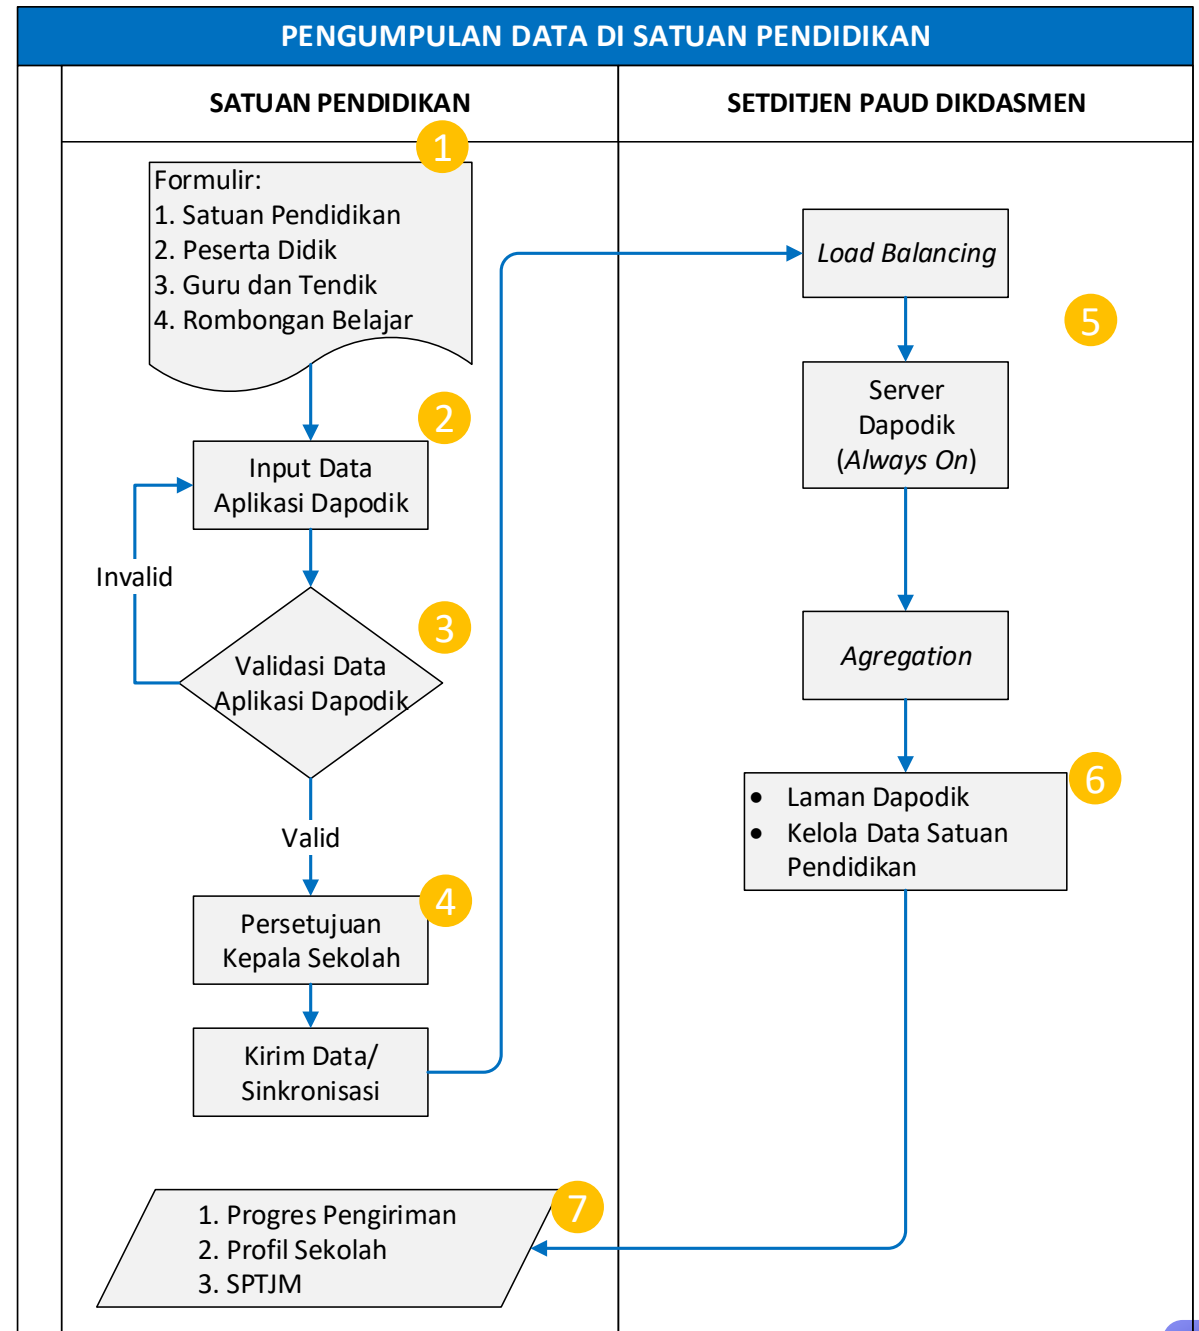 PENGUMPULAN DATA DI SATUAN PENDIDIKAN
SATUAN PENDIDIKAN
SETDITJEN PAUD DIKDASMEN
1
Formulir:
1. Satuan Pendidikan
2. Peserta Didik
3. Guru dan Tendik
4. Rombongan Belajar
2
Input Data
Aplikasi Dapodik
Invalid
3
Validasi Data
Aplikasi Dapodik
Valid
4
Persetujuan
Kepala Sekolah
Kirim Data/
Sinkronisasi
Load Balancing
5
Server
Dapodik
(Always On)
Agregation
6
• Laman Dapodik
• Kelola Data Satuan
Pendidikan
7
1. Progres Pengiriman
2. Profil Sekolah
3. SPTJM